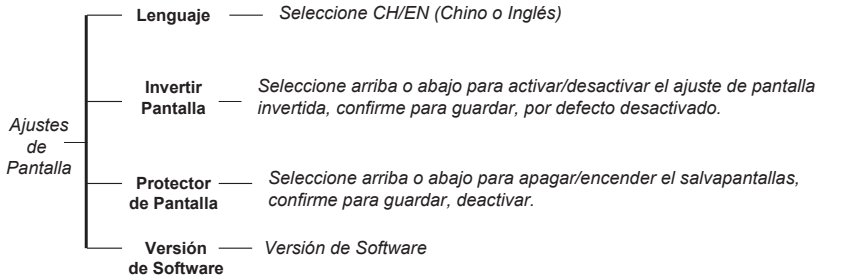 Ajustes
de
Pantalla
Lenguaje
Seleccione CH/EN (Chino o Inglés)
Invertir
Pantalla
Seleccione arriba o abajo para activar/desactivar el ajuste de pantalla
invertida, confirme para guardar, por defecto desactivado.
Protector
de Pantalla
Seleccione arriba o abajo para apagar/encender el salvapantallas,
confirme para guardar, deactivar.
Versión
de Software
Versión de Software